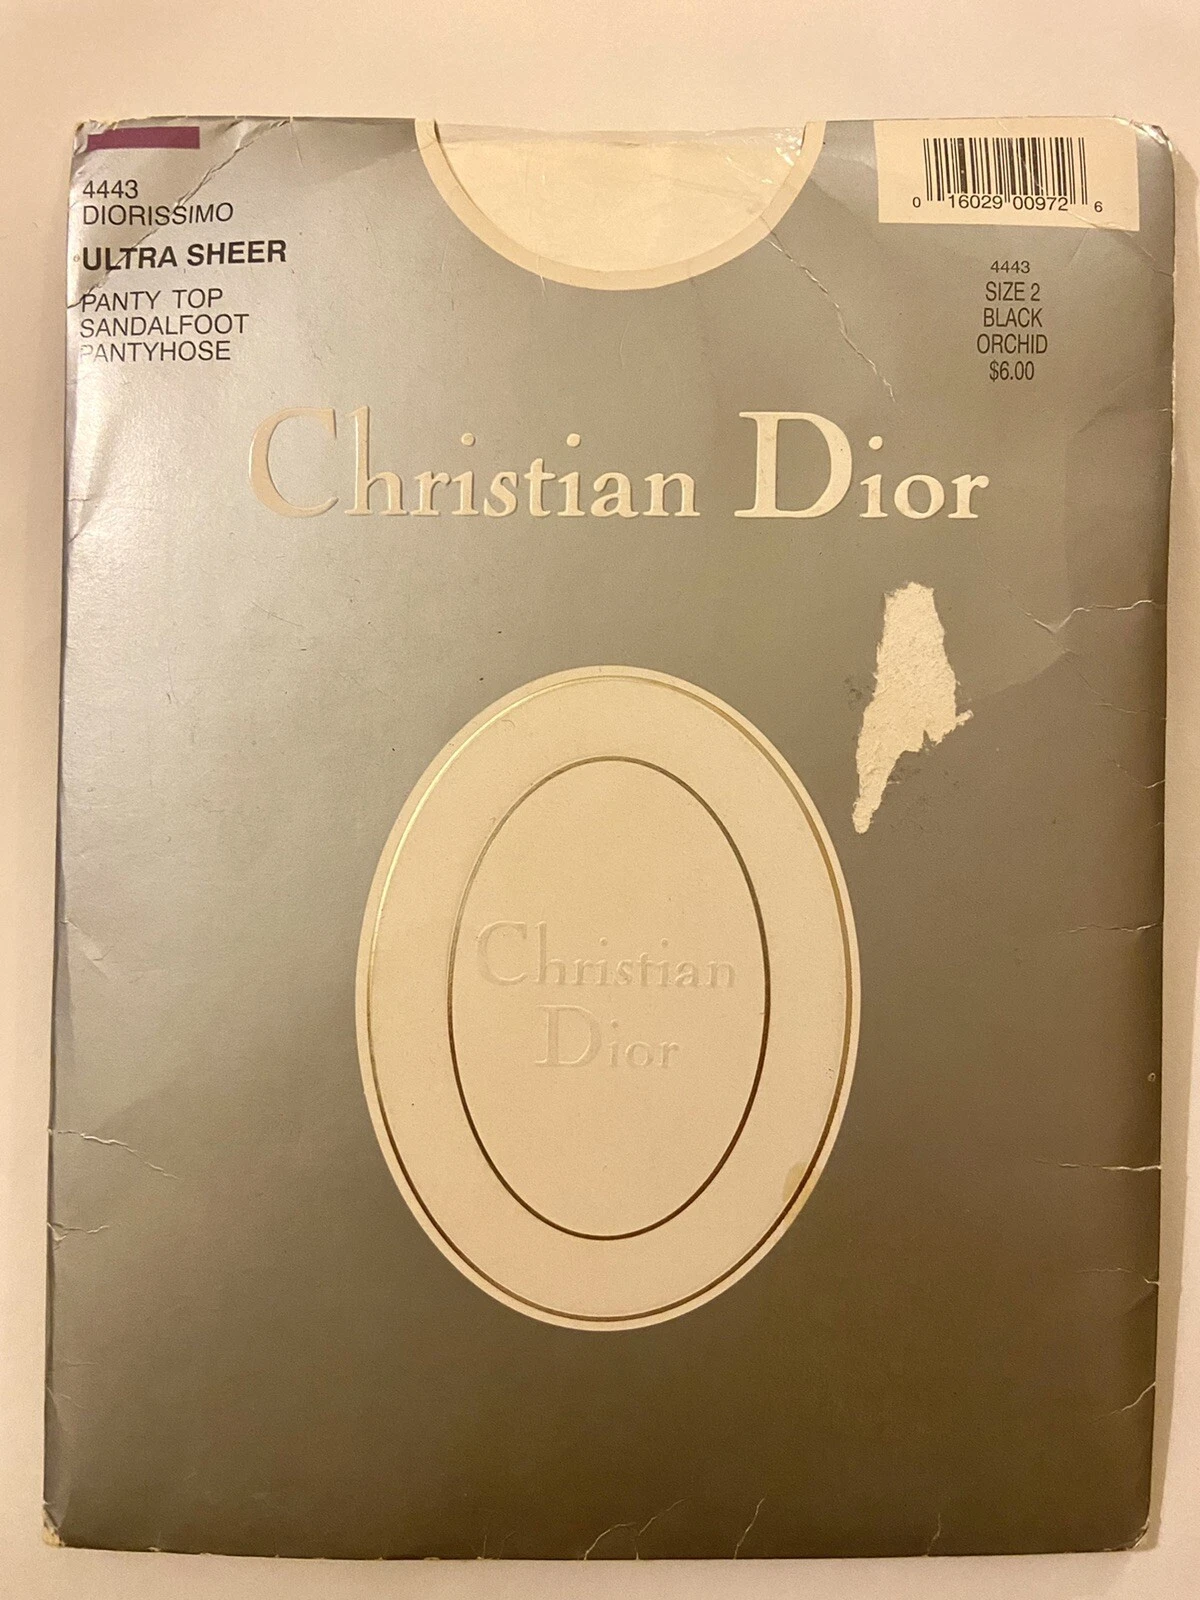 4443
DIORISSIMO
ULTRA SHEER
PANTY TOP
SANDALFOOT
PANTYHOSE
0 16029 00972 6
4443
SIZE 2
BLACK
ORCHID
$6.00
Christian Dior
Christian
Dior